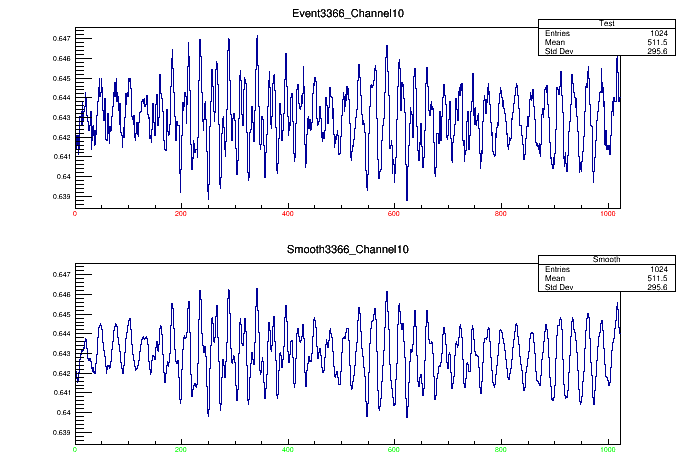 Event3366_Channel10
Test
Entries 1024
Mean 511.5
Std Dev 295.6
0.647
0.646
0.645
0.644
0.643
0.642
0.641
0.64
0.639
0 200 400 600 800 1000
Smooth3366_Channel10
Smooth
Entries 1024
Mean 511.5
Std Dev 295.6
0.647
0.646
0.645
0.644
0.643
0.642
0.641
0.64
0.639
0 200 400 600 800 1000